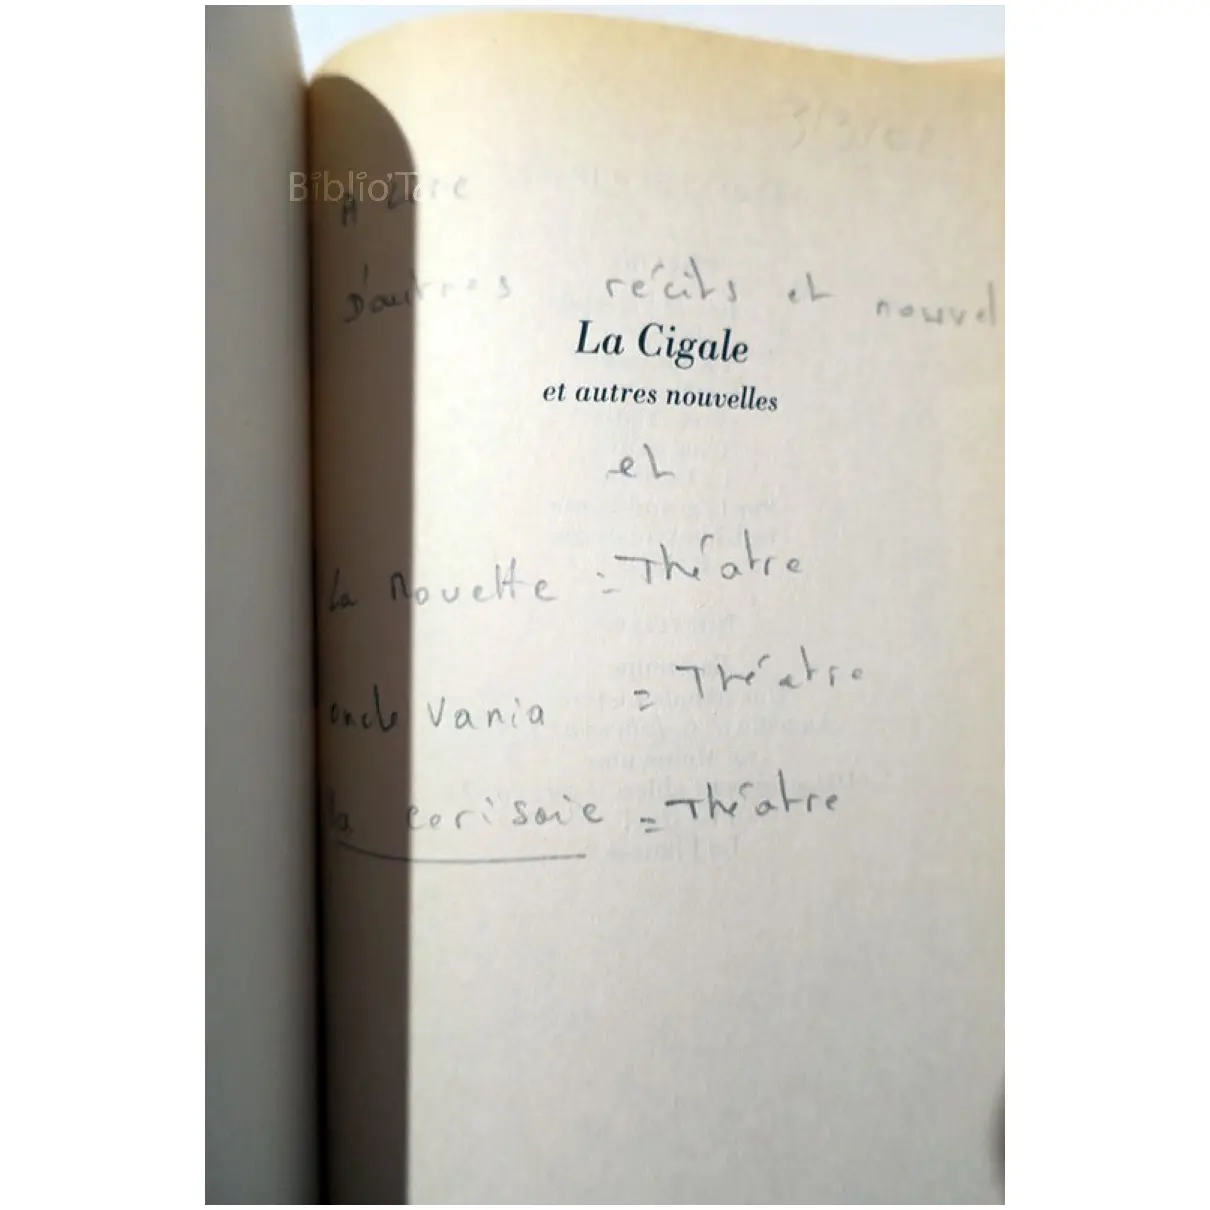 A Lire
D'autres récits et nouvel
La Cigale
et autres nouvelles
et
La Mouette = Théatre
oncle Vania = Théatre
la cerisaie = Théatre